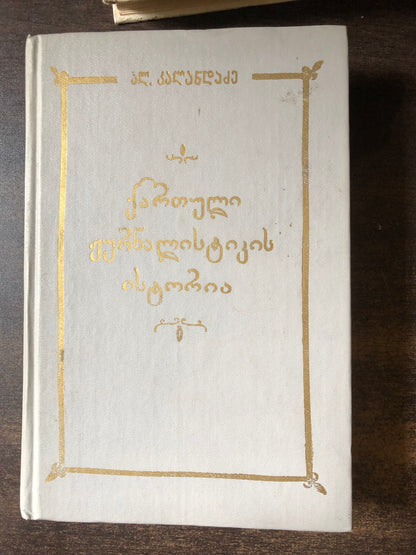 ალ. კალანდაძე
ქართული
ჟურნალისტიკის
ისტორია